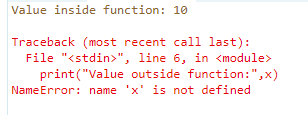 Value inside function: 10
Traceback (most recent call last):
  File "<stdin>", line 6, in <module>
    print("Value outside function:",x)
NameError: name 'x' is not defined